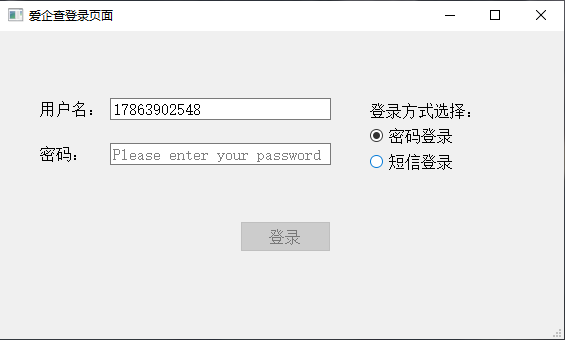 爱企查登录页面
用户名：
17863902548
登录方式选择：
密码登录
密码：
Please enter your password
短信登录
登录